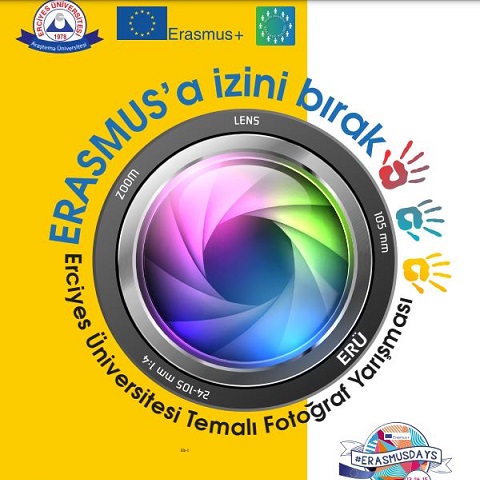 ERCİYES ÜNİVERSİTESİ
1978
Araştırma Üniversitesi
Erasmus+
ERASMUS'a izini bırak
LENS
zoom
105 mm
ERÜ
24-105 mm 1:4
Erciyes Üniversitesi Temalı Fotoğraf Yarışması
Erasmus+
#ERASMUSDAYS